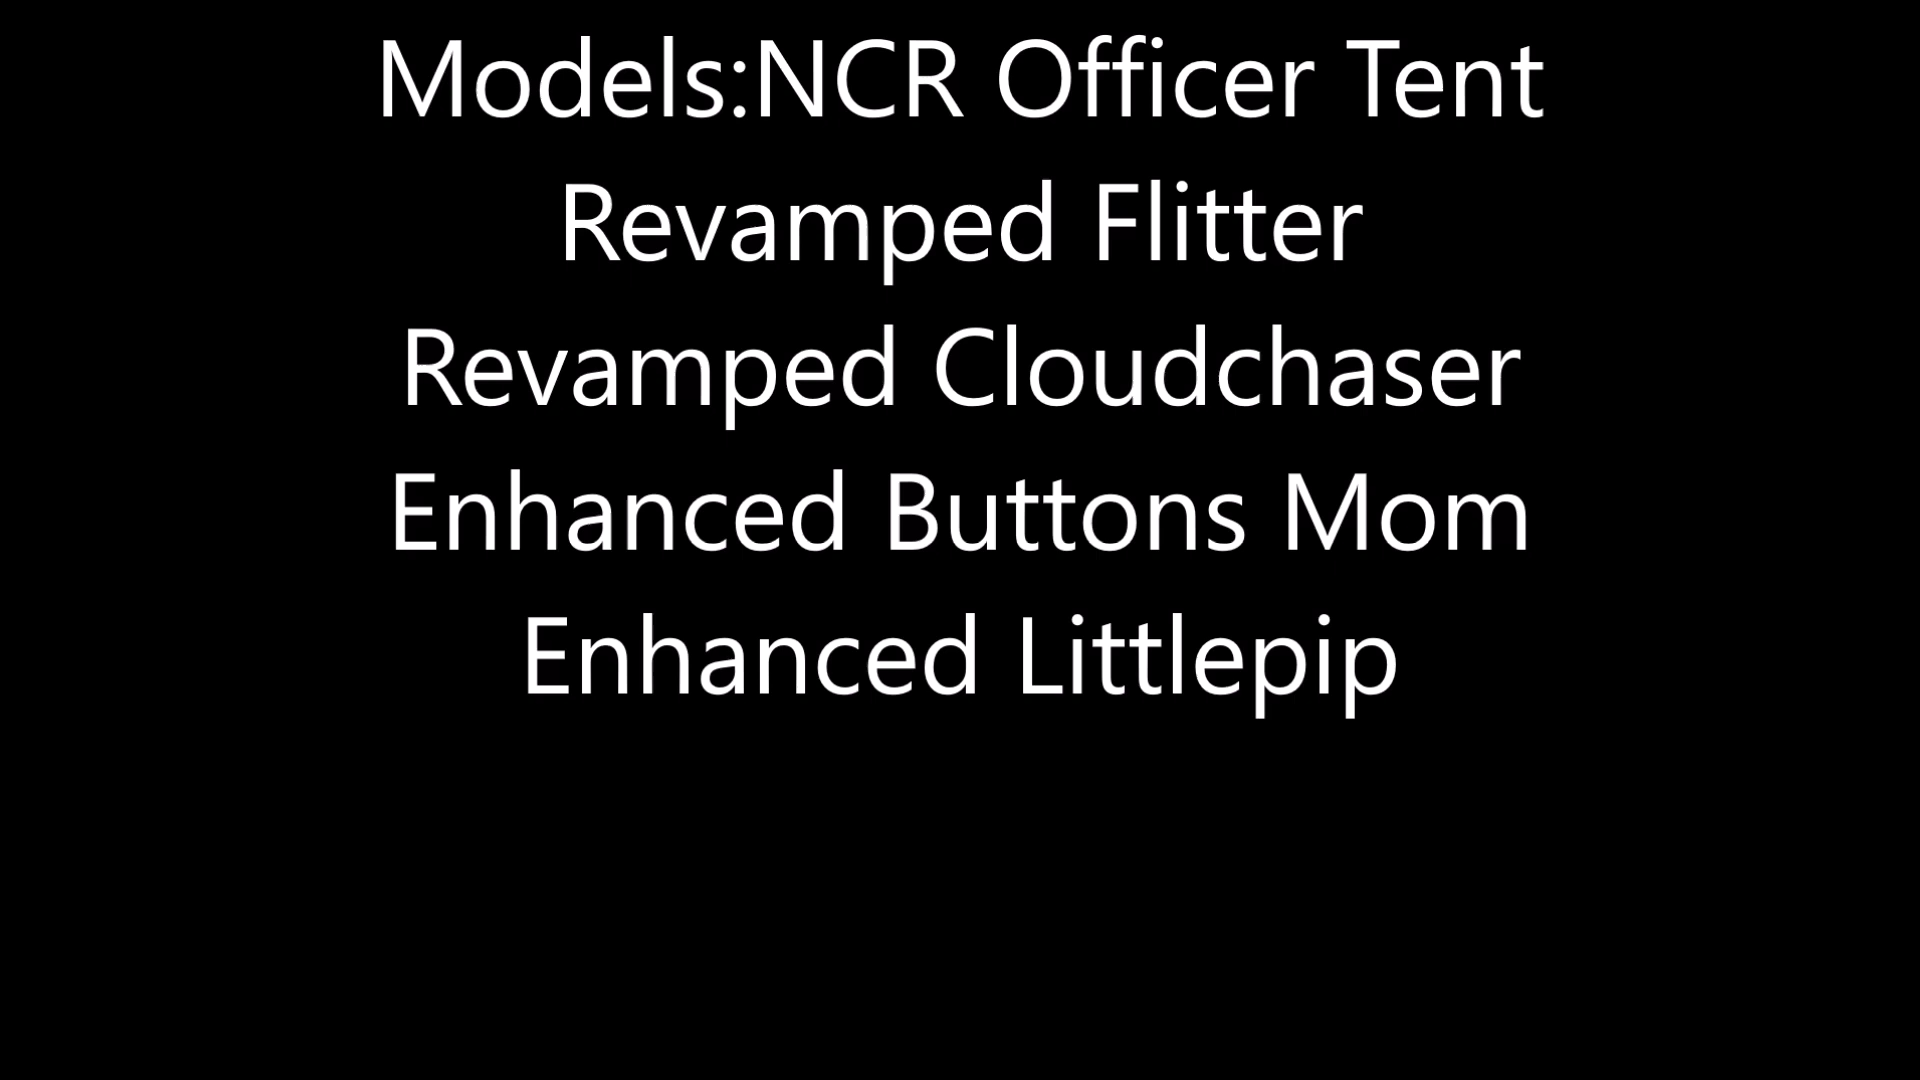 Models:NCR Officer Tent
Revamped Flitter
Revamped Cloudchaser
Enhanced Buttons Mom
Enhanced Littlepip